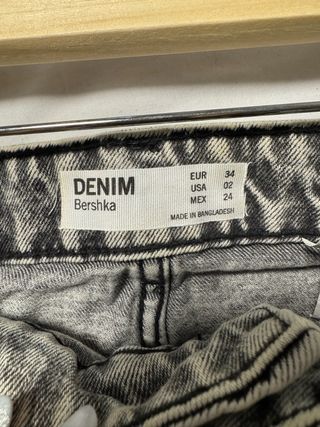 DENIM
Bershka
EUR 34
USA 02
MEX 24
MADE IN BANGLADESH